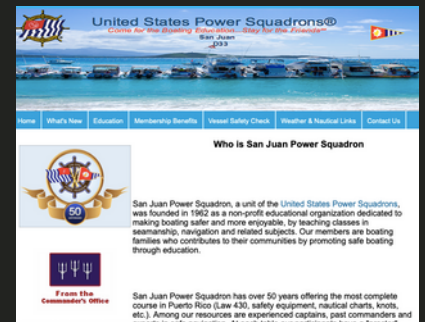 United States Power Squadrons®
Come for the Boating Education...Stay for the Friends℠
San Juan
D33
Home What's New Education Membership Benefits Vessel Safety Check Weather & Nautical Links Contact Us
Who is San Juan Power Squadron
50
San Juan Power Squadron, a unit of the United States Power Squadrons,
was founded in 1962 as a non-profit educational organization dedicated to
making boating safer and more enjoyable, by teaching classes in
seamanship, navigation and related subjects. Our members are boating
families who contributes to their communities by promoting safe boating
through education.
From the
Commander's Office
San Juan Power Squadron has over 50 years offering the most complete
course in Puerto Rico (Law 430, safety equipment, nautical charts, knots,
etc.). Among our resources are experienced captains, past commanders and